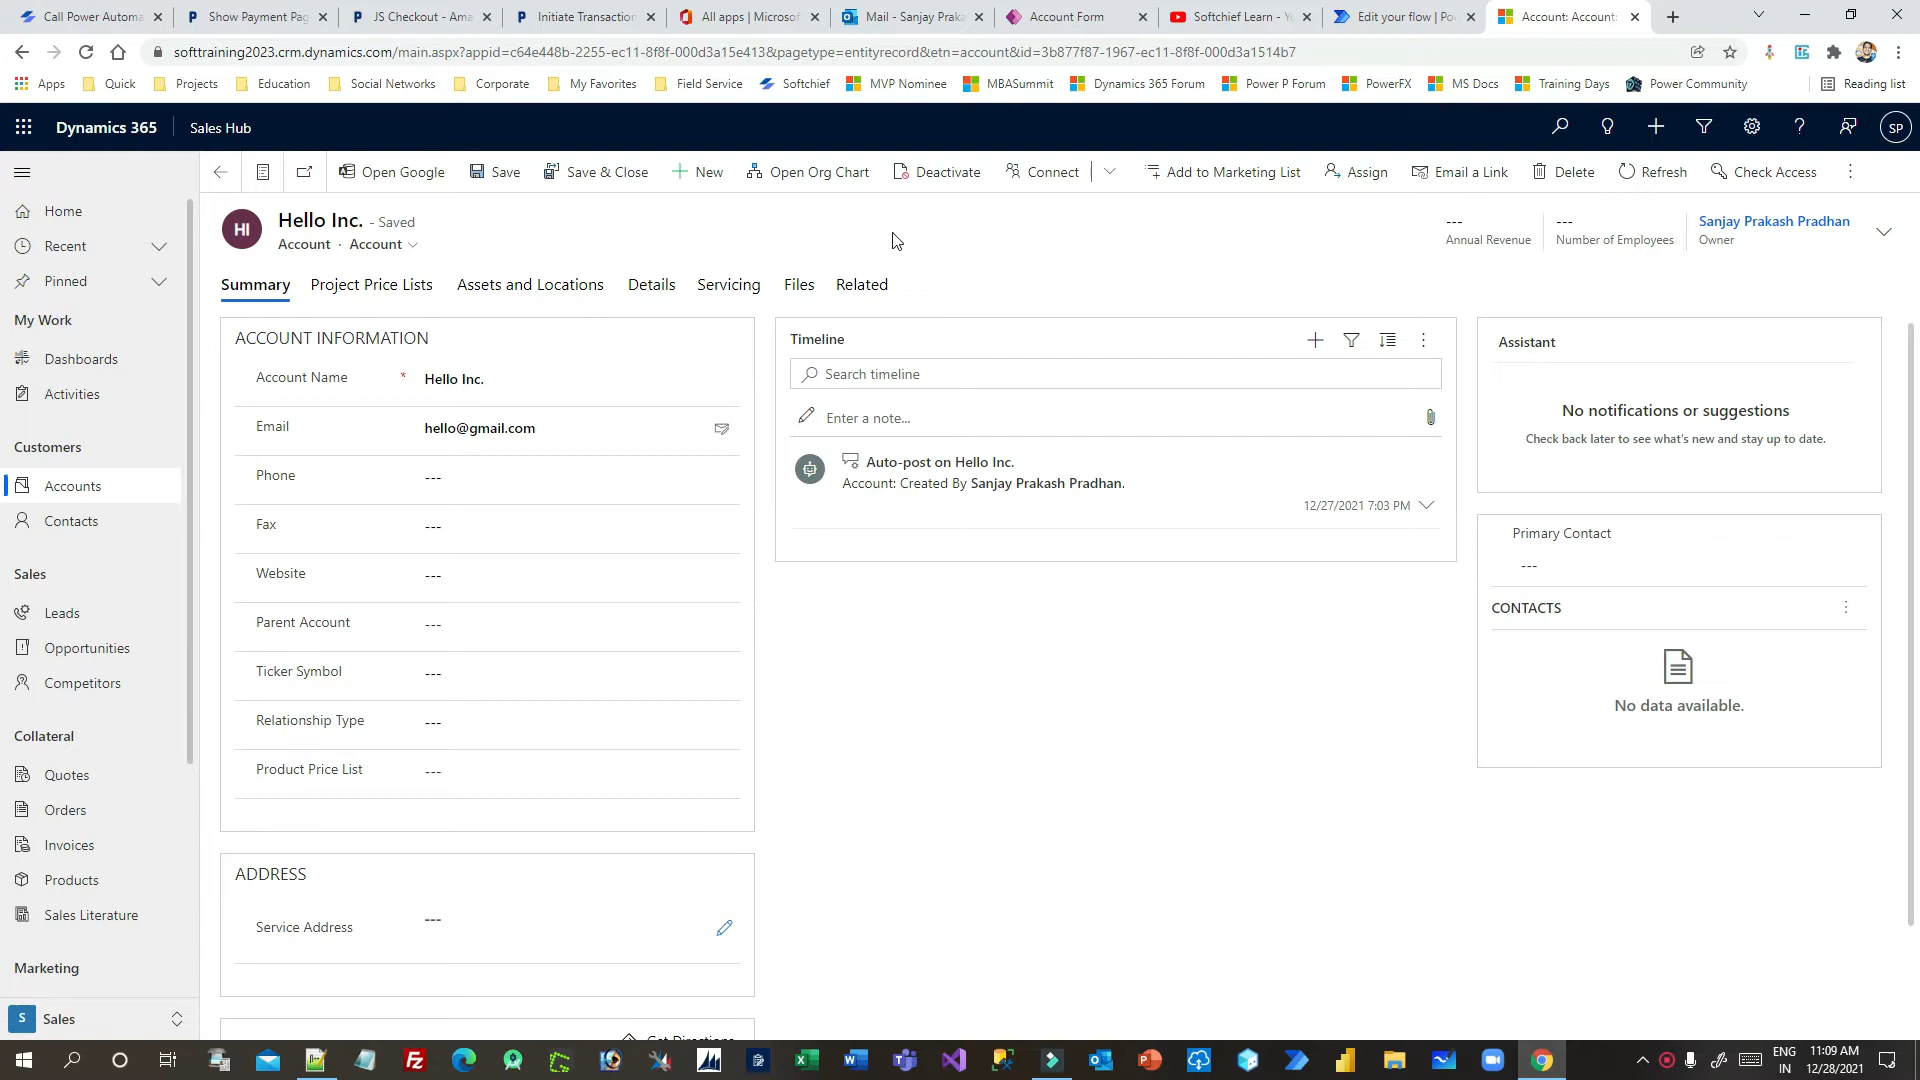 Call Power Automa
Show Payment Pag
JS Checkout - Ama
Initiate Transaction
All apps | Microsof
Mail - Sanjay Praka
Account Form
Softchief Learn - Yo
Edit your flow | Po
Account: Account:
softtraining2023.crm.dynamics.com/main.aspx?appid=c64e448b-2255-ec11-8f8f-000d3a15e413&pagetype=entityrecord&etn=account&id=3b877f87-1967-ec11-8f8f-000d3a1514b7
Apps Quick Projects Education Social Networks Corporate My Favorites Field Service Softchief MVP Nominee MBASummit Dynamics 365 Forum Power P Forum PowerFX MS Docs Training Days Power Community Reading list
Dynamics 365 Sales Hub
SP
Open Google Save Save & Close New Open Org Chart Deactivate Connect Add to Marketing List Assign Email a Link Delete Refresh Check Access
Home
Recent
Pinned
My Work
Dashboards
Activities
Customers
Accounts
Contacts
Sales
Leads
Opportunities
Competitors
Collateral
Quotes
Orders
Invoices
Products
Sales Literature
Marketing
S Sales
HI
Hello Inc. - Saved
Account · Account
---
Annual Revenue
---
Number of Employees
Sanjay Prakash Pradhan
Owner
Summary Project Price Lists Assets and Locations Details Servicing Files Related
ACCOUNT INFORMATION
Account Name * Hello Inc.
Email hello@gmail.com
Phone ---
Fax ---
Website ---
Parent Account ---
Ticker Symbol ---
Relationship Type ---
Product Price List ---
ADDRESS
Service Address ---
Get Directions
Timeline
Search timeline
Enter a note...
Auto-post on Hello Inc.
Account: Created By Sanjay Prakash Pradhan.
12/27/2021 7:03 PM
Assistant
No notifications or suggestions
Check back later to see what's new and stay up to date.
Primary Contact
---
CONTACTS
No data available.
ENG
IN
11:09 AM
12/28/2021